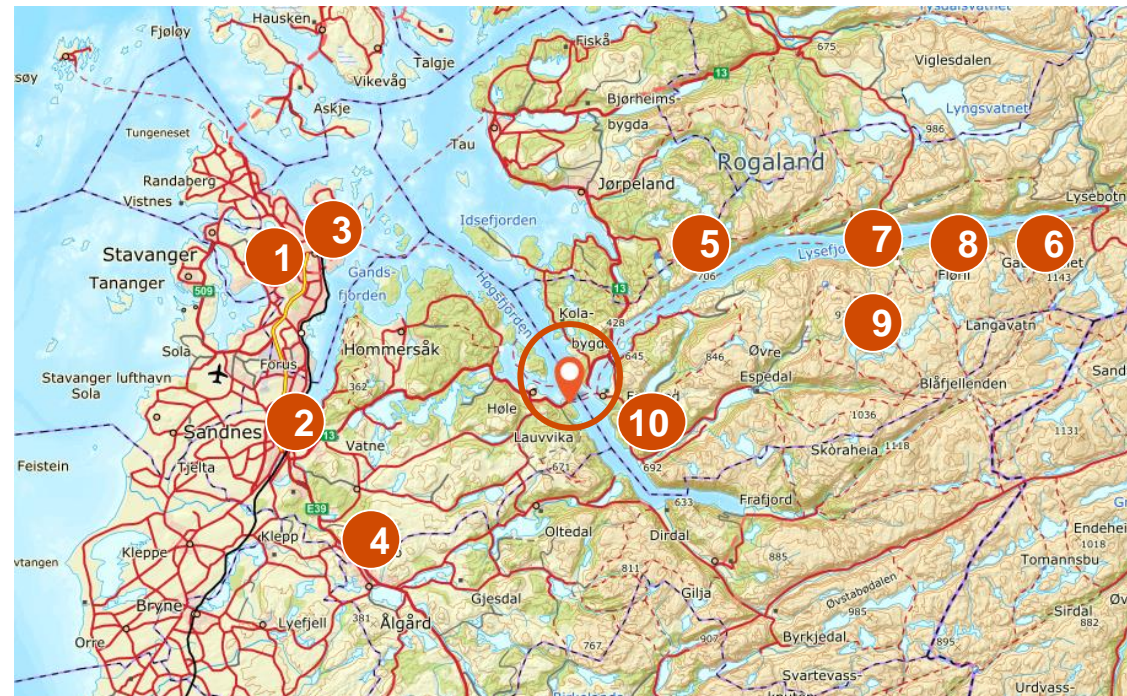 Hausken
Fjøløy
Talgje
Fiskå
675
Viglesdalen
søy
Vikevåg
13
Askje
Bjørheims-
bygda
Lyngsvatnet
Tungeneset
986
Tau
Rogaland
Randaberg
Jørpeland
Vistnes
Idsefjorden
Lysebotn
3
5
7
8
6
Stavanger
1
Lysefjo
Gands-
fjorden
Høgsfjorden
706
Flørli
1143
Tananger
509
13
Kola-
bygda
428
9
Langavatn
Sola
Forus
Hommersåk
645
846
Øvre
Espedal
Stavanger lufthavn
Sola
362
Blåfjellenden
Sand
Høle
2
13
10
1036
Sandnes
Vatne
Lauvvika
1131
Feistein
Tjelta
671
692
Skoraheia
1118
E39
633
Frafjord
Klepp
4
Oltedal
Dirdal
Endehei
1018
Kleppe
885
Tomannsbu
vtangen
811
Gjesdal
Gilja
Øvstabødalen
Bryne
985
Sirdal
882
Lyefjell
381
Ålgård
Orre
907
Byrkjedal
895
767
Svartevass-
Urdvass-